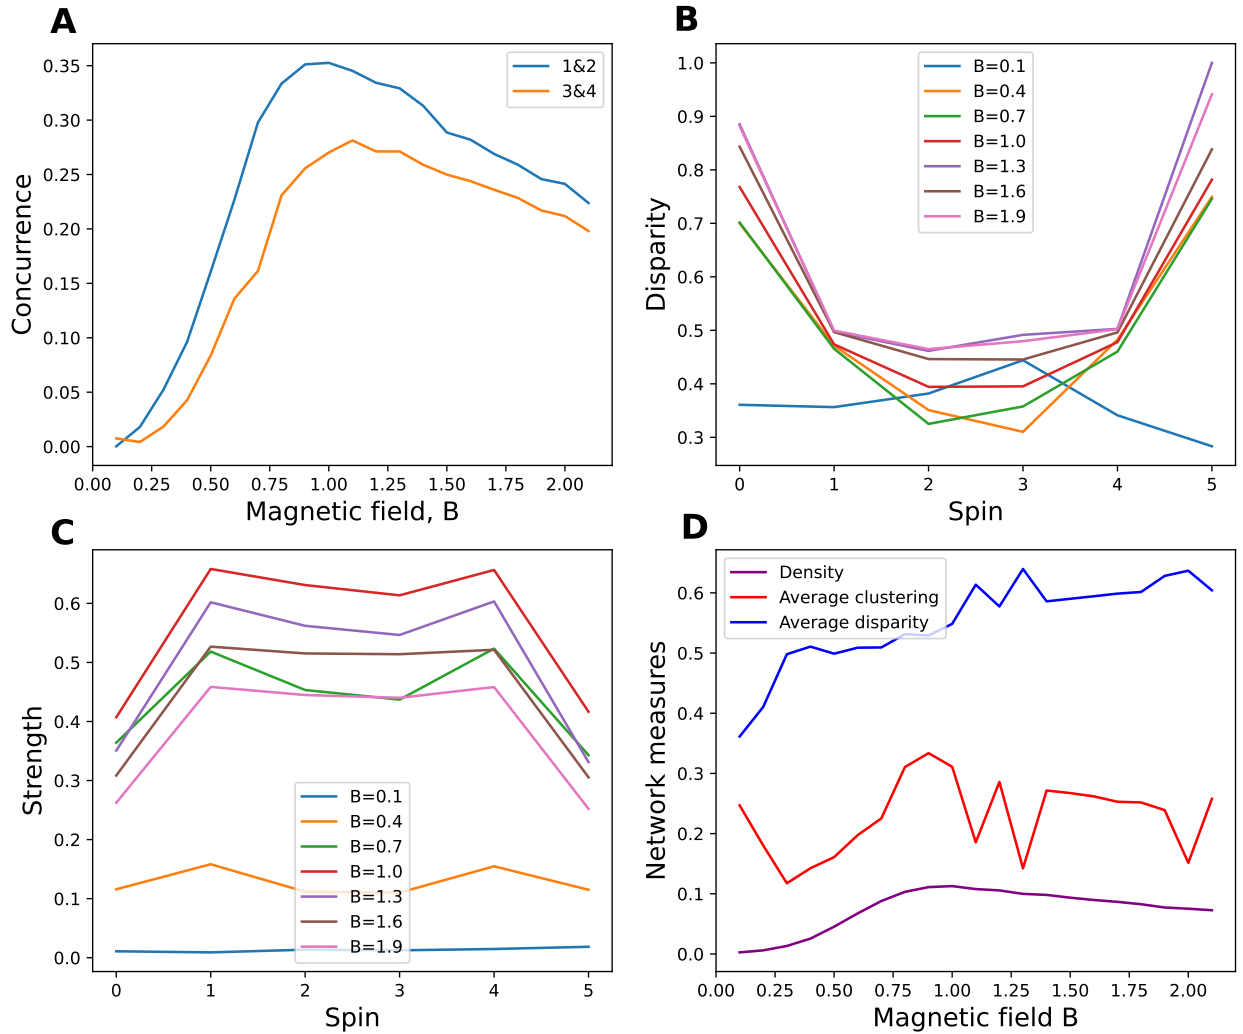 A
0.35
0.30
0.25
0.20
0.15
0.10
0.05
0.00
Concurrence
1&2
3&4
0.00 0.25 0.50 0.75 1.00 1.25 1.50 1.75 2.00
Magnetic field, B
B
1.0
0.9
0.8
0.7
0.6
0.5
0.4
0.3
Disparity
B=0.1
B=0.4
B=0.7
B=1.0
B=1.3
B=1.6
B=1.9
0 1 2 3 4 5
Spin
C
0.6
0.5
0.4
0.3
0.2
0.1
0.0
Strength
B=0.1
B=0.4
B=0.7
B=1.0
B=1.3
B=1.6
B=1.9
0 1 2 3 4 5
Spin
D
0.6
0.5
0.4
0.3
0.2
0.1
0.0
Network measures
Density
Average clustering
Average disparity
0.00 0.25 0.50 0.75 1.00 1.25 1.50 1.75 2.00
Magnetic field B